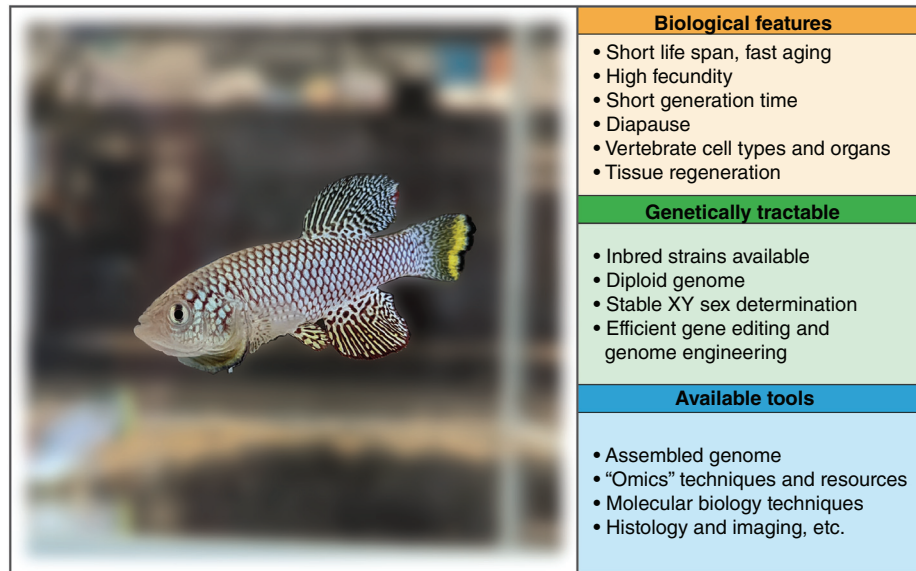 Biological features
• Short life span, fast aging
• High fecundity
• Short generation time
• Diapause
• Vertebrate cell types and organs
• Tissue regeneration
Genetically tractable
• Inbred strains available
• Diploid genome
• Stable XY sex determination
• Efficient gene editing and
genome engineering
Available tools
• Assembled genome
• “Omics” techniques and resources
• Molecular biology techniques
• Histology and imaging, etc.